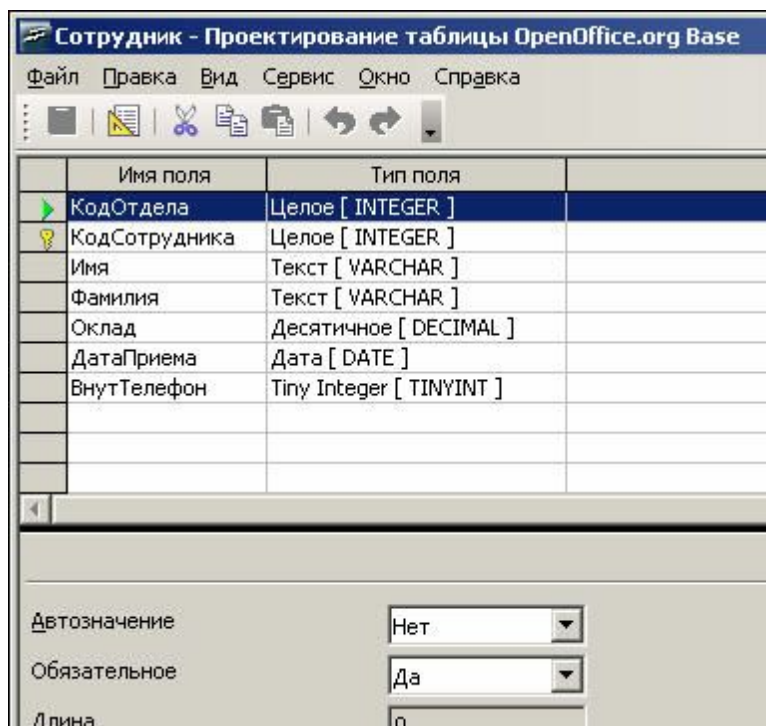 Сотрудник - Проектирование таблицы OpenOffice.org Base
Файл Правка Вид Сервис Окно Справка
Имя поля Тип поля
КодОтдела Целое [ INTEGER ]
КодСотрудника Целое [ INTEGER ]
Имя Текст [ VARCHAR ]
Фамилия Текст [ VARCHAR ]
Оклад Десятичное [ DECIMAL ]
ДатаПриема Дата [ DATE ]
ВнутТелефон Tiny Integer [ TINYINT ]
Автозначение Нет
Обязательное Да
Длина 0